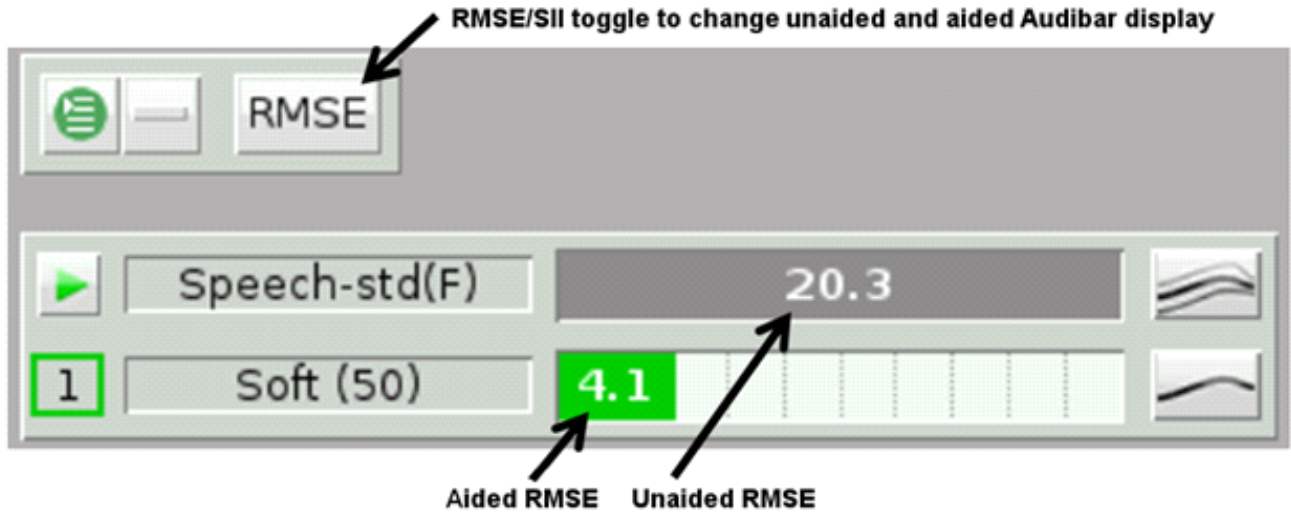 RMSE/SII toggle to change unaided and aided Audibar display
RMSE
Speech-std(F)
20.3
1
Soft (50)
4.1
Aided RMSE
Unaided RMSE